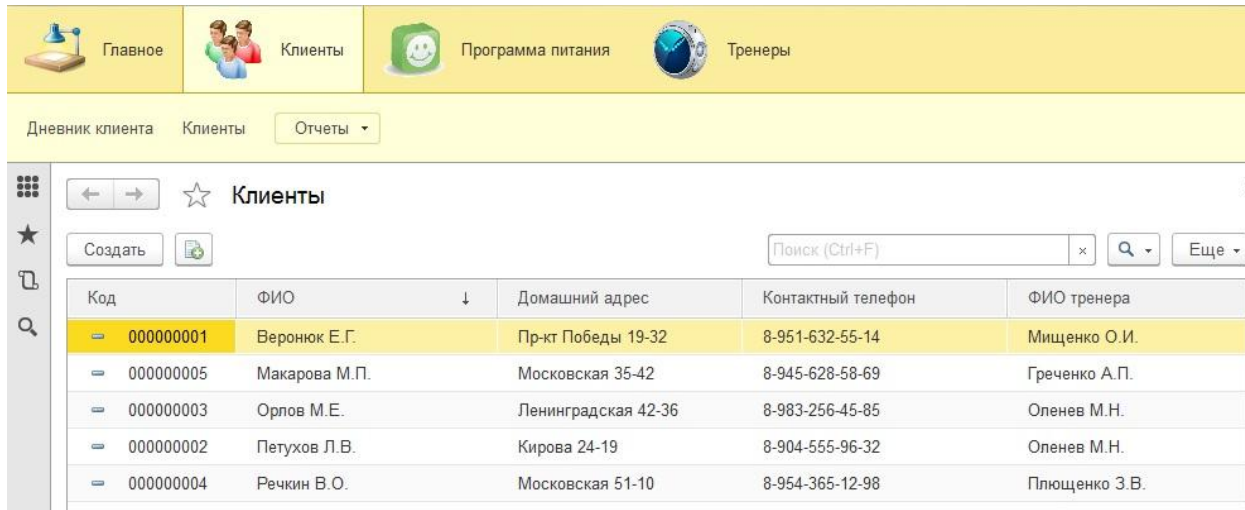 Главное Клиенты Программа питания Тренеры
Дневник клиента Клиенты Отчеты
Клиенты
Создать Поиск (Ctrl+F) × Еще
Код ФИО ↓ Домашний адрес Контактный телефон ФИО тренера
000000001 Веронюк Е.Г. Пр-кт Победы 19-32 8-951-632-55-14 Мищенко О.И.
000000005 Макарова М.П. Московская 35-42 8-945-628-58-69 Греченко А.П.
000000003 Орлов М.Е. Ленинградская 42-36 8-983-256-45-85 Оленев М.Н.
000000002 Петухов Л.В. Кирова 24-19 8-904-555-96-32 Оленев М.Н.
000000004 Речкин В.О. Московская 51-10 8-954-365-12-98 Плющенко З.В.